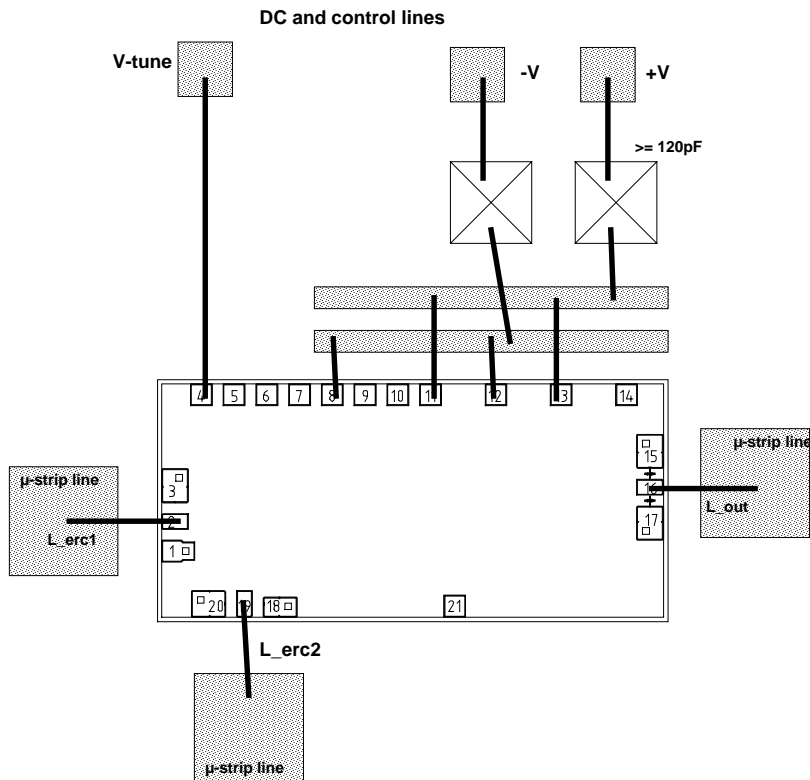 DC and control lines
V-tune
-V
+V
>= 120pF
4
5
6
7
8
9
10
11
12
13
14
µ-strip line
15
µ-strip line
3
16
L_out
2
17
L_erc1
1
20
19
18
21
L_erc2
µ-strip line